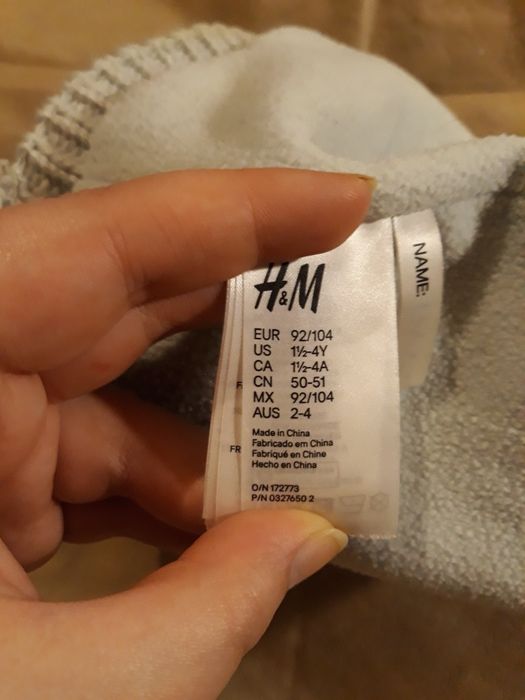 H&M
EUR 92/104
US 1½-4Y
CA 1½-4A
CN 50-51
MX 92/104
AUS 2-4
Made in China
Fabricado em China
Fabriqué en Chine
Hecho en China
O/N 172773
P/N 0327650 2
NAME:
FR